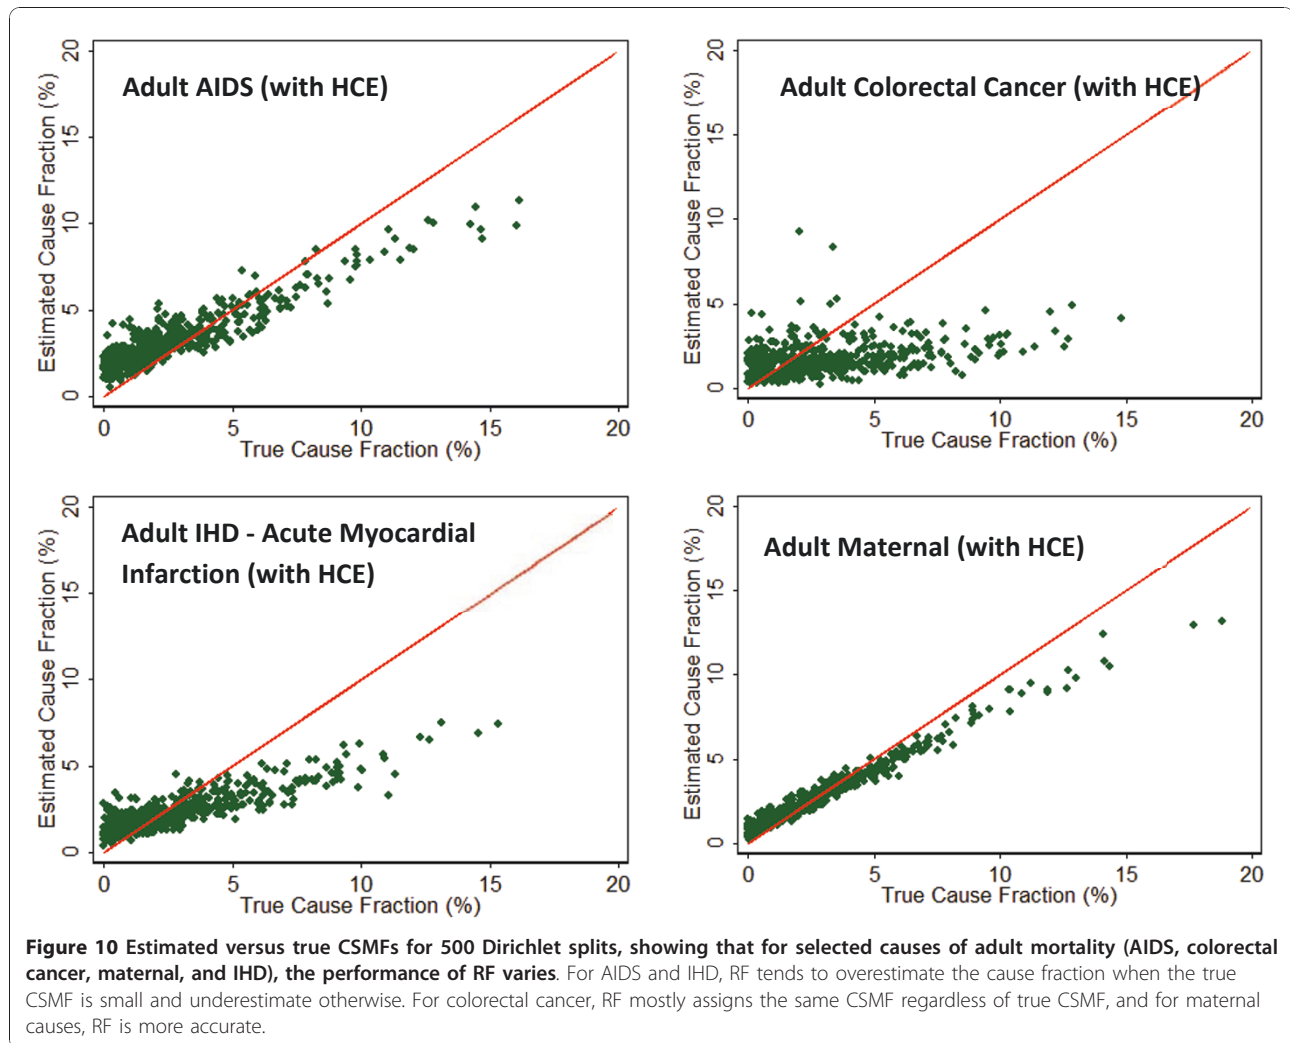 Adult AIDS (with HCE)
Estimated Cause Fraction (%)
20
15
10
5
0
0 5 10 15 20
True Cause Fraction (%)
Adult Colorectal Cancer (with HCE)
Estimated Cause Fraction (%)
20
15
10
5
0
0 5 10 15 20
True Cause Fraction (%)
Adult IHD - Acute Myocardial
Infarction (with HCE)
Estimated Cause Fraction (%)
20
15
10
5
0
0 5 10 15 20
True Cause Fraction (%)
Adult Maternal (with HCE)
Estimated Cause Fraction (%)
20
15
10
5
0
0 5 10 15 20
True Cause Fraction (%)
Figure 10 Estimated versus true CSMFs for 500 Dirichlet splits, showing that for selected causes of adult mortality (AIDS, colorectal
cancer, maternal, and IHD), the performance of RF varies. For AIDS and IHD, RF tends to overestimate the cause fraction when the true
CSMF is small and underestimate otherwise. For colorectal cancer, RF mostly assigns the same CSMF regardless of true CSMF, and for maternal
causes, RF is more accurate.